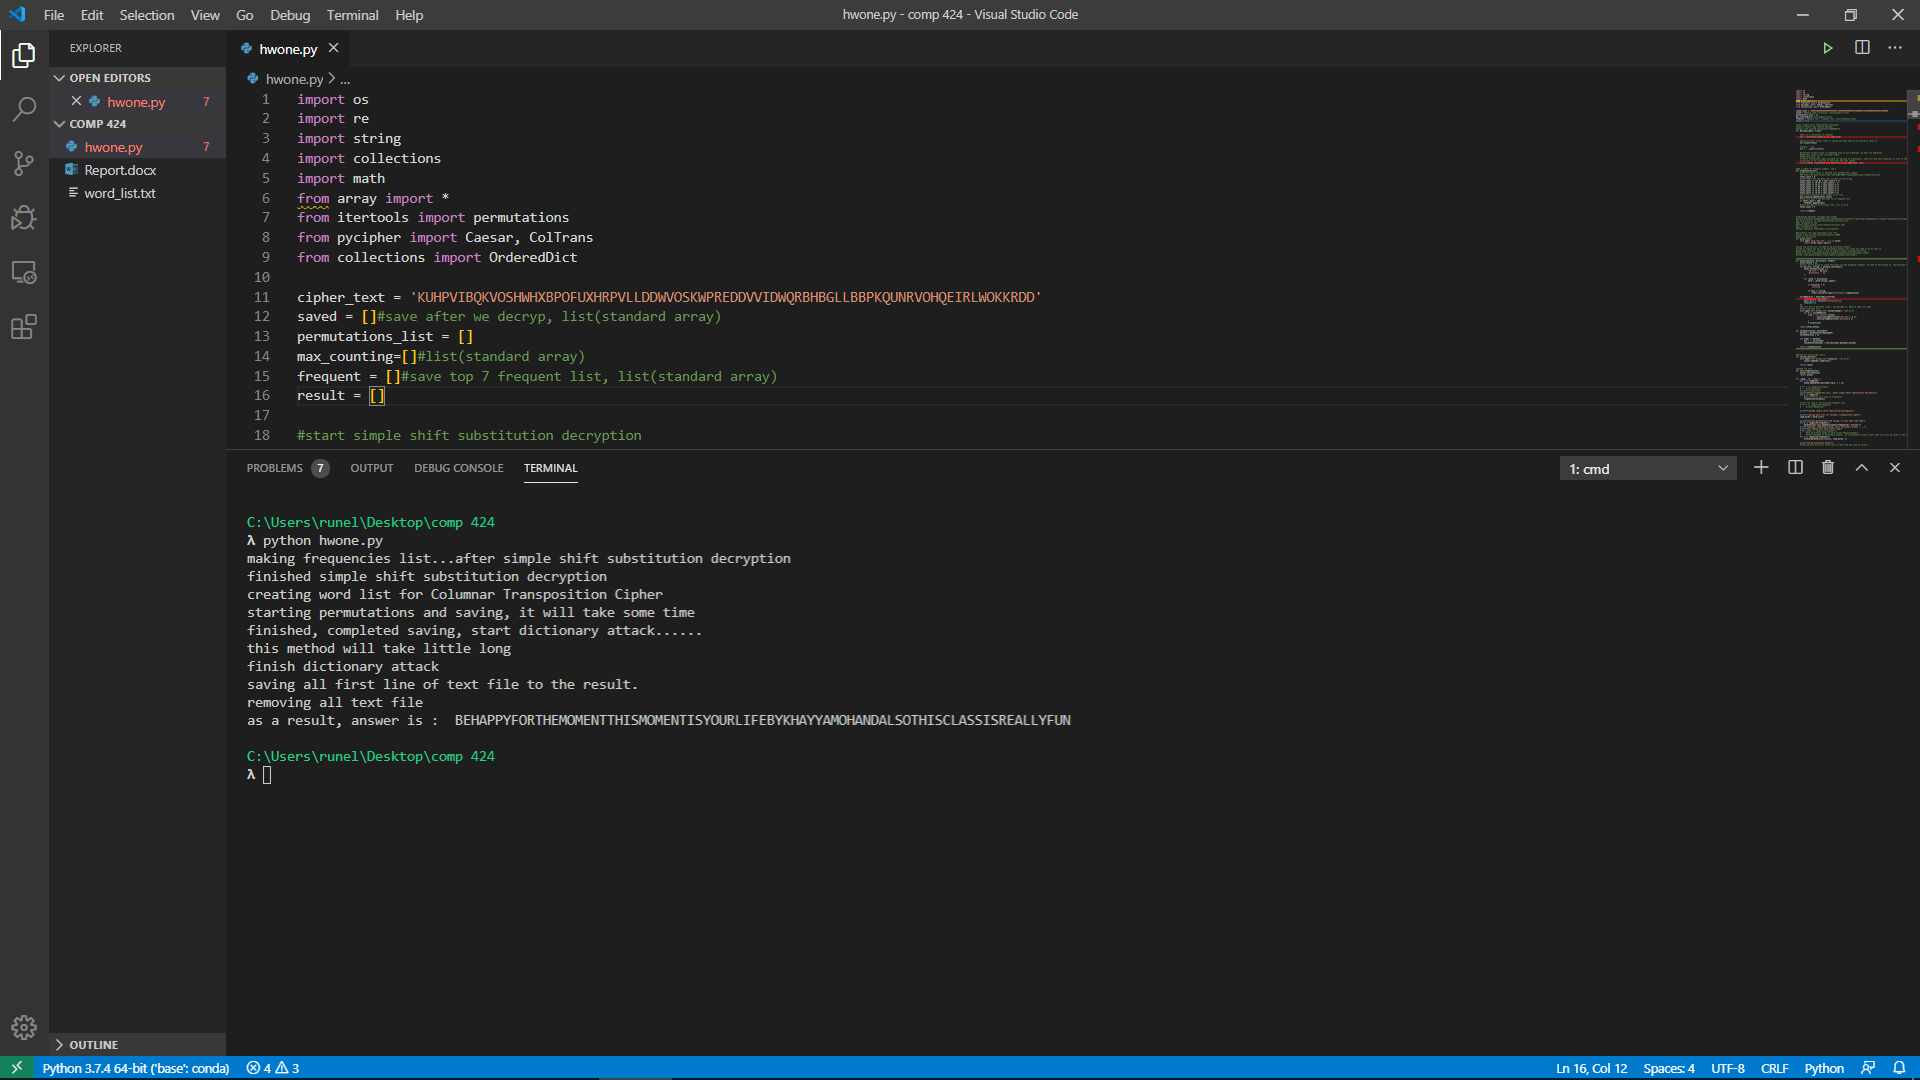 File Edit Selection View Go Debug Terminal Help
hwone.py - comp 424 - Visual Studio Code
EXPLORER
OPEN EDITORS
hwone.py 7
COMP 424
hwone.py 7
Report.docx
word_list.txt
OUTLINE
hwone.py
hwone.py > ...
1 import os
2 import re
3 import string
4 import collections
5 import math
6 from array import *
7 from itertools import permutations
8 from pycipher import Caesar, ColTrans
9 from collections import OrderedDict
10
11 cipher_text = 'KUHPVIBQKVOSHWHXBPOFUXHRPVLLDDWVOSKWPREDDVVIDWQRBHBGLLBBPKQUNRVOHQEIRLWOKKRDD'
12 saved = []#save after we decryp, list(standard array)
13 permutations_list = []
14 max_counting=[]#list(standard array)
15 frequent = []#save top 7 frequent list, list(standard array)
16 result = []
17
18 #start simple shift substitution decryption
PROBLEMS 7 OUTPUT DEBUG CONSOLE TERMINAL
1: cmd
C:\Users\runel\Desktop\comp 424
λ python hwone.py
making frequencies list...after simple shift substitution decryption
finished simple shift substitution decryption
creating word list for Columnar Transposition Cipher
starting permutations and saving, it will take some time
finished, completed saving, start dictionary attack......
this method will take little long
finish dictionary attack
saving all first line of text file to the result.
removing all text file
as a result, answer is :  BEHAPPYFORTHEMOMENTTHISMOMENTISYOURLIFEBYKHAYYAMOHANDALSOTHISCLASSISREALLYFUN
C:\Users\runel\Desktop\comp 424
λ
Python 3.7.4 64-bit ('base': conda) 4 3
Ln 16, Col 12 Spaces: 4 UTF-8 CRLF Python